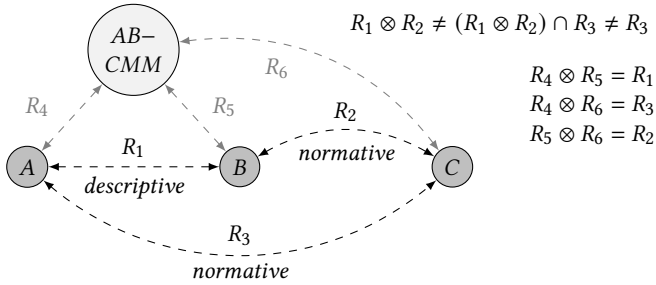 AB–
CMM
R₁ ⊗ R₂ ≠ (R₁ ⊗ R₂) ∩ R₃ ≠ R₃
R₄ ⊗ R₅ = R₁
R₄ ⊗ R₆ = R₃
R₅ ⊗ R₆ = R₂
R₆
R₄
R₅
R₂
normative
R₁
descriptive
A
B
C
R₃
normative